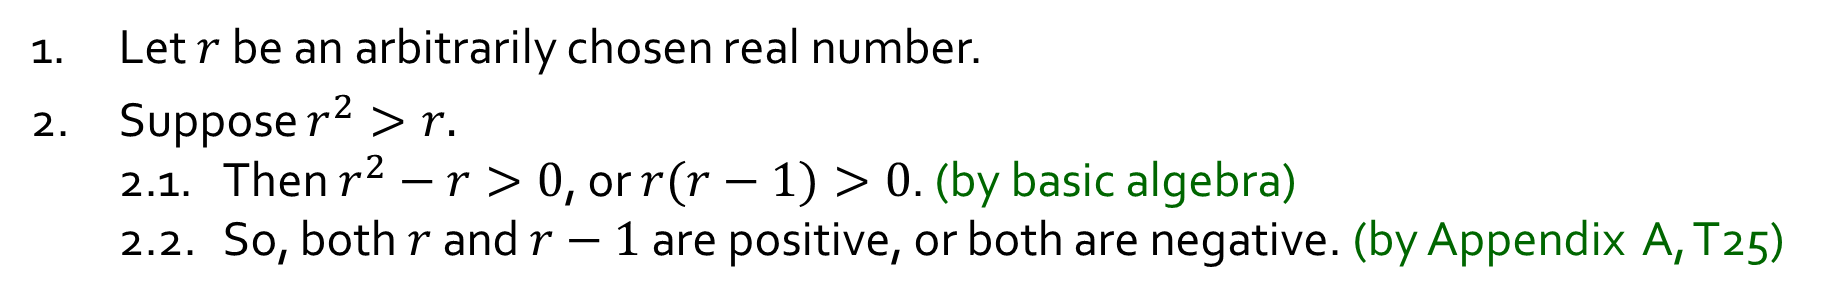 1. Let r be an arbitrarily chosen real number.
2. Suppose r² > r.
2.1. Then r² − r > 0, or r(r − 1) > 0. (by basic algebra)
2.2. So, both r and r − 1 are positive, or both are negative. (by Appendix A, T25)